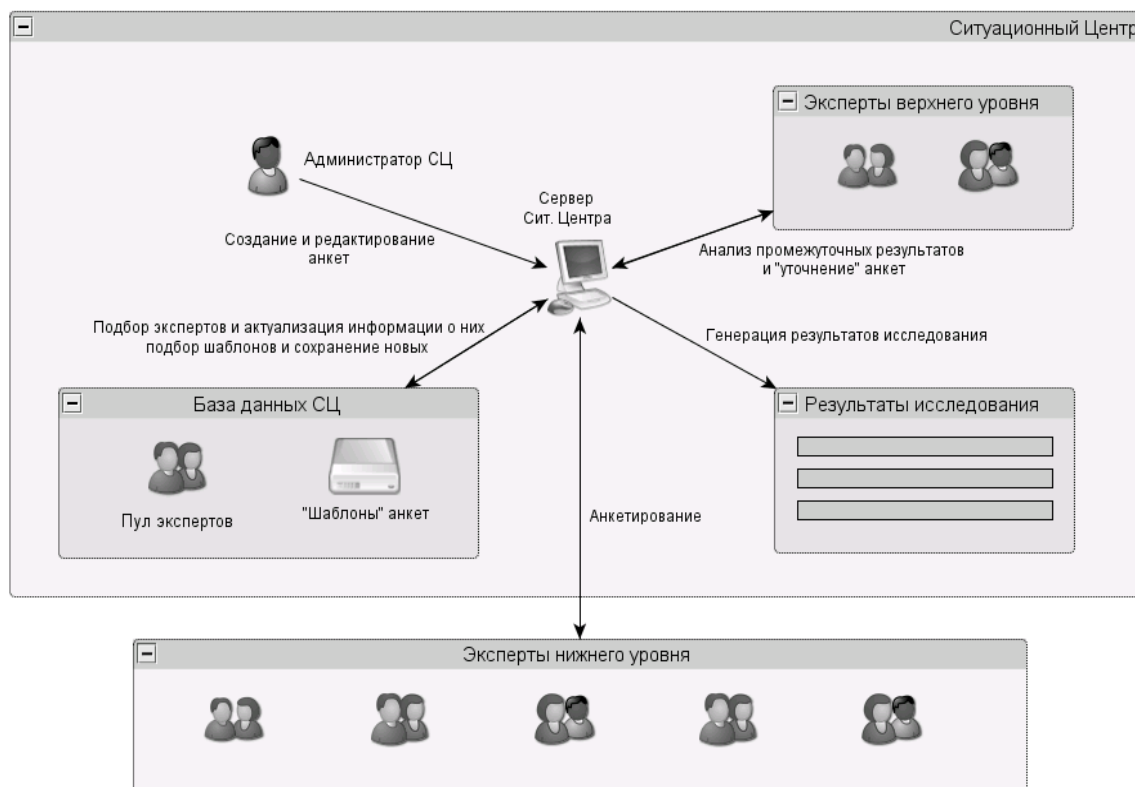 Ситуационный Центр
Эксперты верхнего уровня
Администратор СЦ
Сервер
Сит. Центра
Создание и редактирование
анкет
Анализ промежуточных результатов
и "уточнение" анкет
Подбор экспертов и актуализация информации о них
подбор шаблонов и сохранение новых
Генерация результатов исследования
База данных СЦ
Результаты исследования
Пул экспертов
"Шаблоны" анкет
Анкетирование
Эксперты нижнего уровня